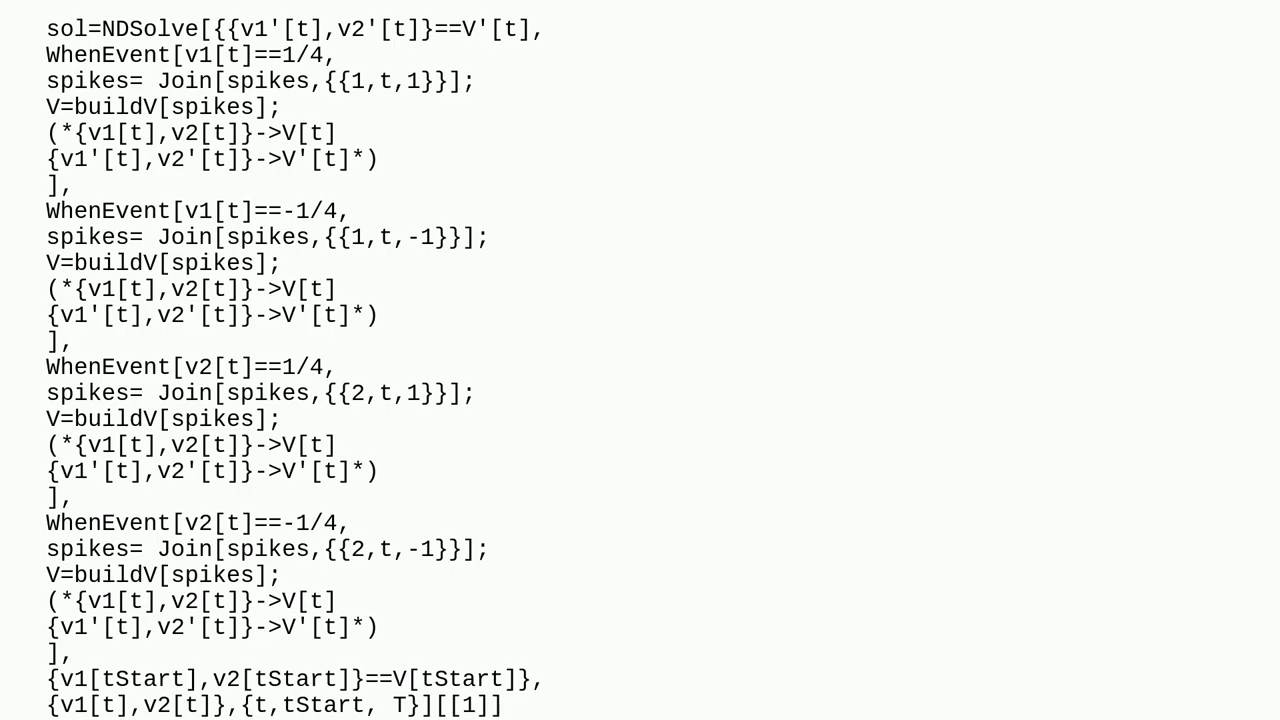 sol=NDSolve[{{v1'[t],v2'[t]}==V'[t],
WhenEvent[v1[t]==1/4,
spikes= Join[spikes,{{1,t,1}}];
V=buildV[spikes];
(*{v1[t],v2[t]}->V[t]
{v1'[t],v2'[t]}->V'[t]*)
],
WhenEvent[v1[t]==-1/4,
spikes= Join[spikes,{{1,t,-1}}];
V=buildV[spikes];
(*{v1[t],v2[t]}->V[t]
{v1'[t],v2'[t]}->V'[t]*)
],
WhenEvent[v2[t]==1/4,
spikes= Join[spikes,{{2,t,1}}];
V=buildV[spikes];
(*{v1[t],v2[t]}->V[t]
{v1'[t],v2'[t]}->V'[t]*)
],
WhenEvent[v2[t]==-1/4,
spikes= Join[spikes,{{2,t,-1}}];
V=buildV[spikes];
(*{v1[t],v2[t]}->V[t]
{v1'[t],v2'[t]}->V'[t]*)
],
{v1[tStart],v2[tStart]}==V[tStart]},
{v1[t],v2[t]},{t,tStart, T}][[1]]